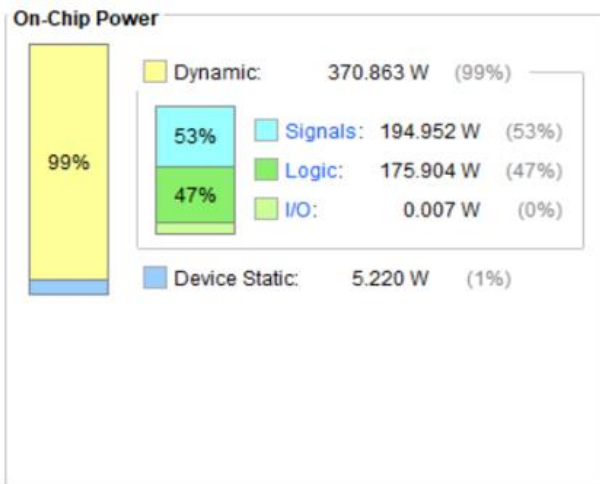 On-Chip Power
Dynamic: 370.863 W (99%)
53% Signals: 194.952 W (53%)
99%
Logic: 175.904 W (47%)
47%
I/O: 0.007 W (0%)
Device Static: 5.220 W (1%)